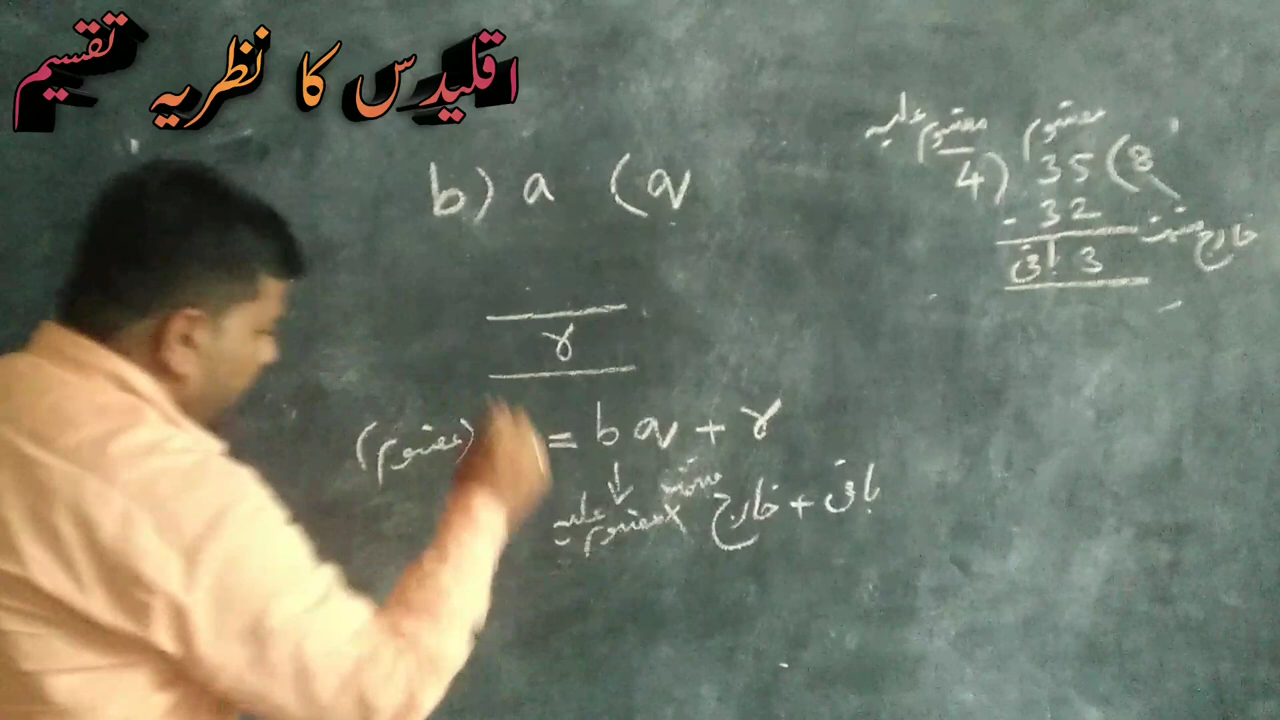 اقلیدس کا نظریہ تقسیم
مقسوم علیہ مقسوم
4) 35 (8
- 32
3 باقی
خارج قسمت
b) a (q
r
(مقسوم) = bq + r
مقسوم علیہ × خارج قسمت + باقی